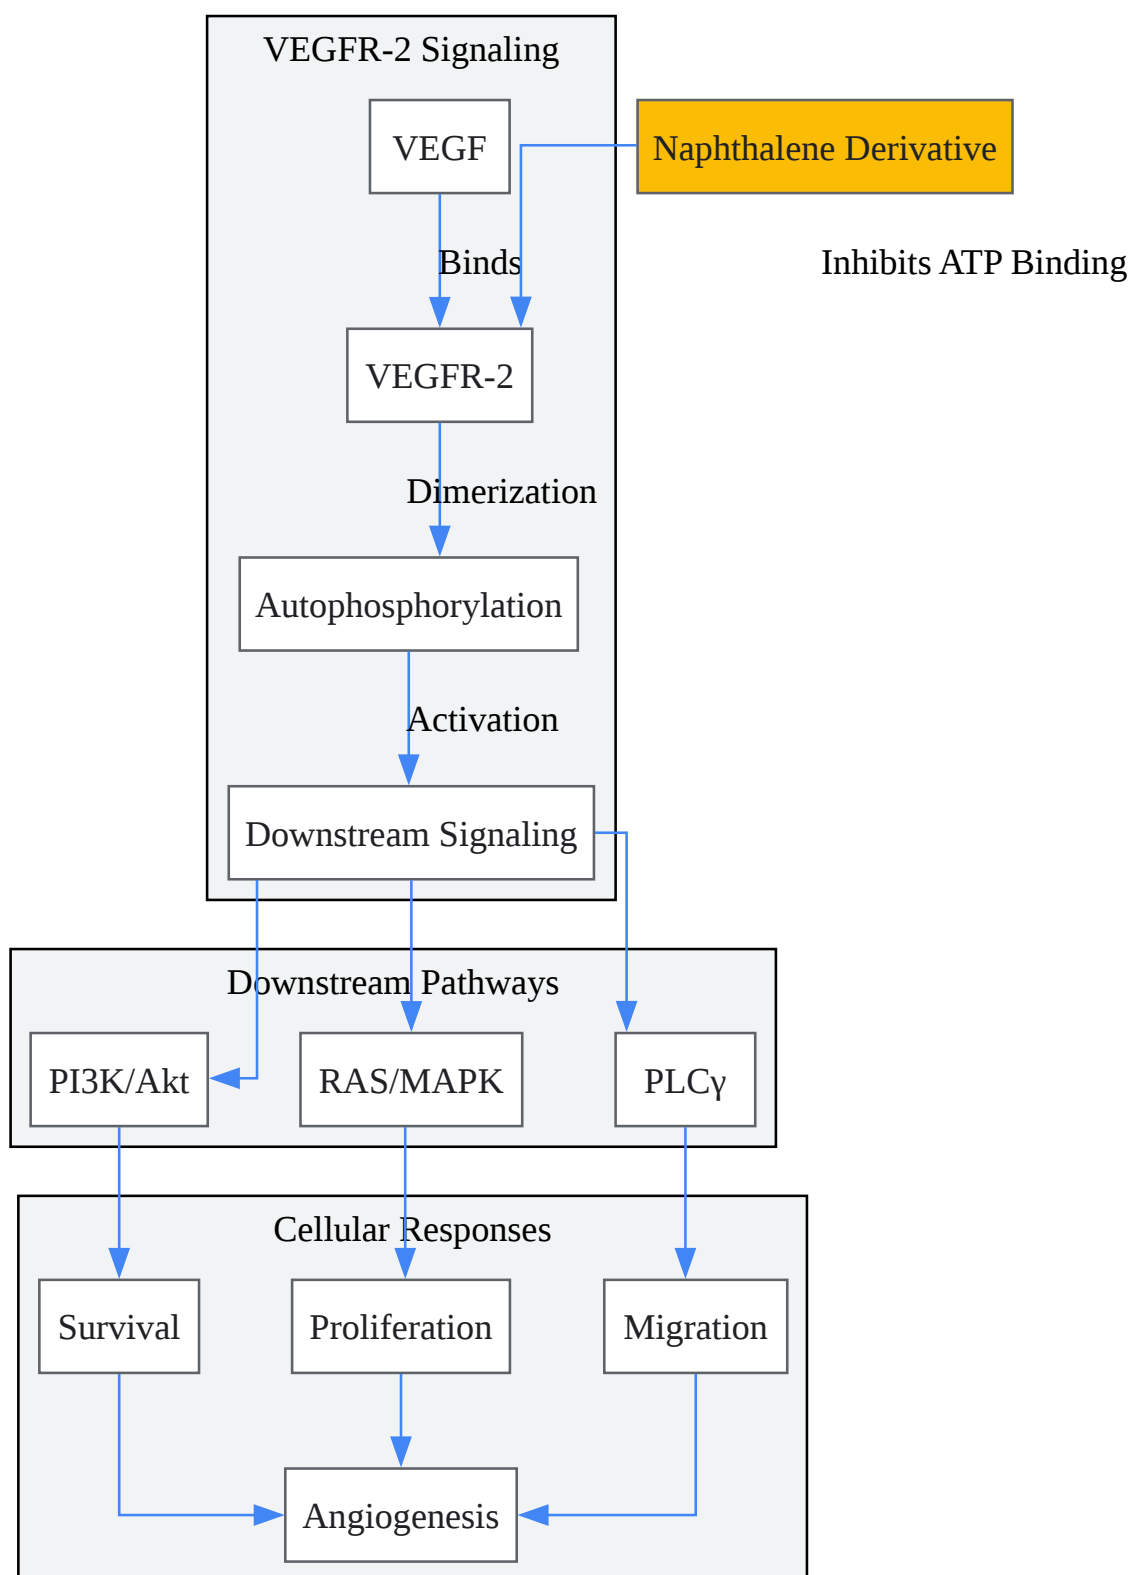 VEGFR-2 Signaling
VEGF
Naphthalene Derivative
Binds
Inhibits ATP Binding
VEGFR-2
Dimerization
Autophosphorylation
Activation
Downstream Signaling
Downstream Pathways
PI3K/Akt
RAS/MAPK
PLCγ
Cellular Responses
Survival
Proliferation
Migration
Angiogenesis